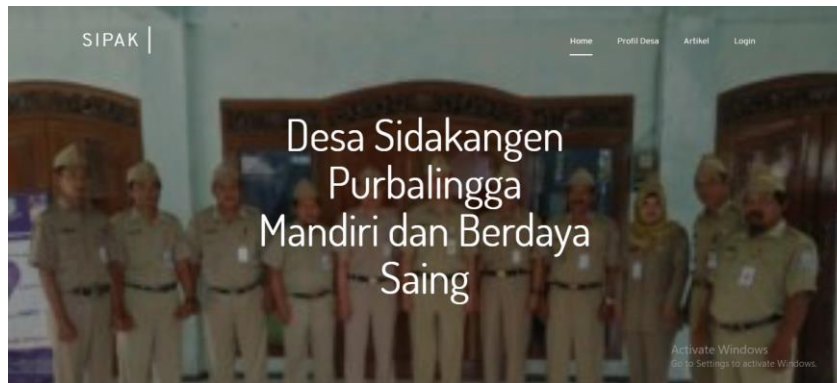 SIPAK
Home Profil Desa Artikel Login
Desa Sidakangen
Purbalingga
Mandiri dan Berdaya
Saing
Activate Windows
Go to Settings to activate Windows.